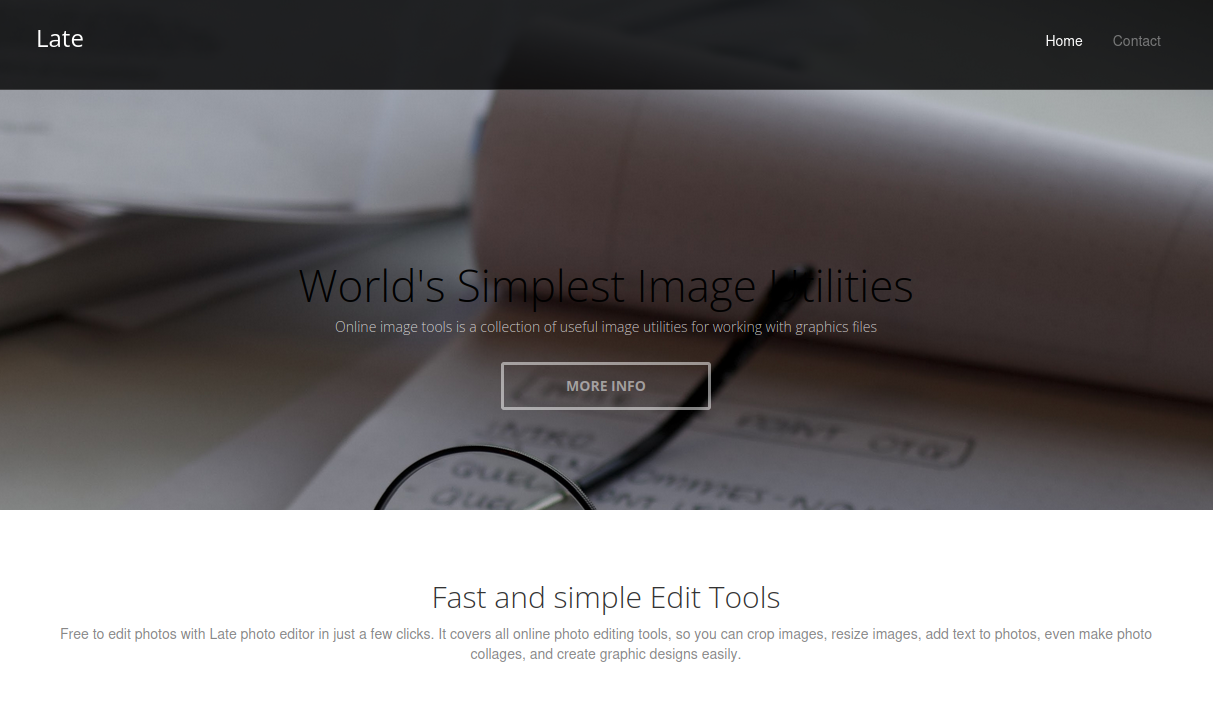 Late
Home Contact
World's Simplest Image Utilities
Online image tools is a collection of useful image utilities for working with graphics files
MORE INFO
POINT
INTRO
Fast and simple Edit Tools
Free to edit photos with Late photo editor in just a few clicks. It covers all online photo editing tools, so you can crop images, resize images, add text to photos, even make photo
collages, and create graphic designs easily.